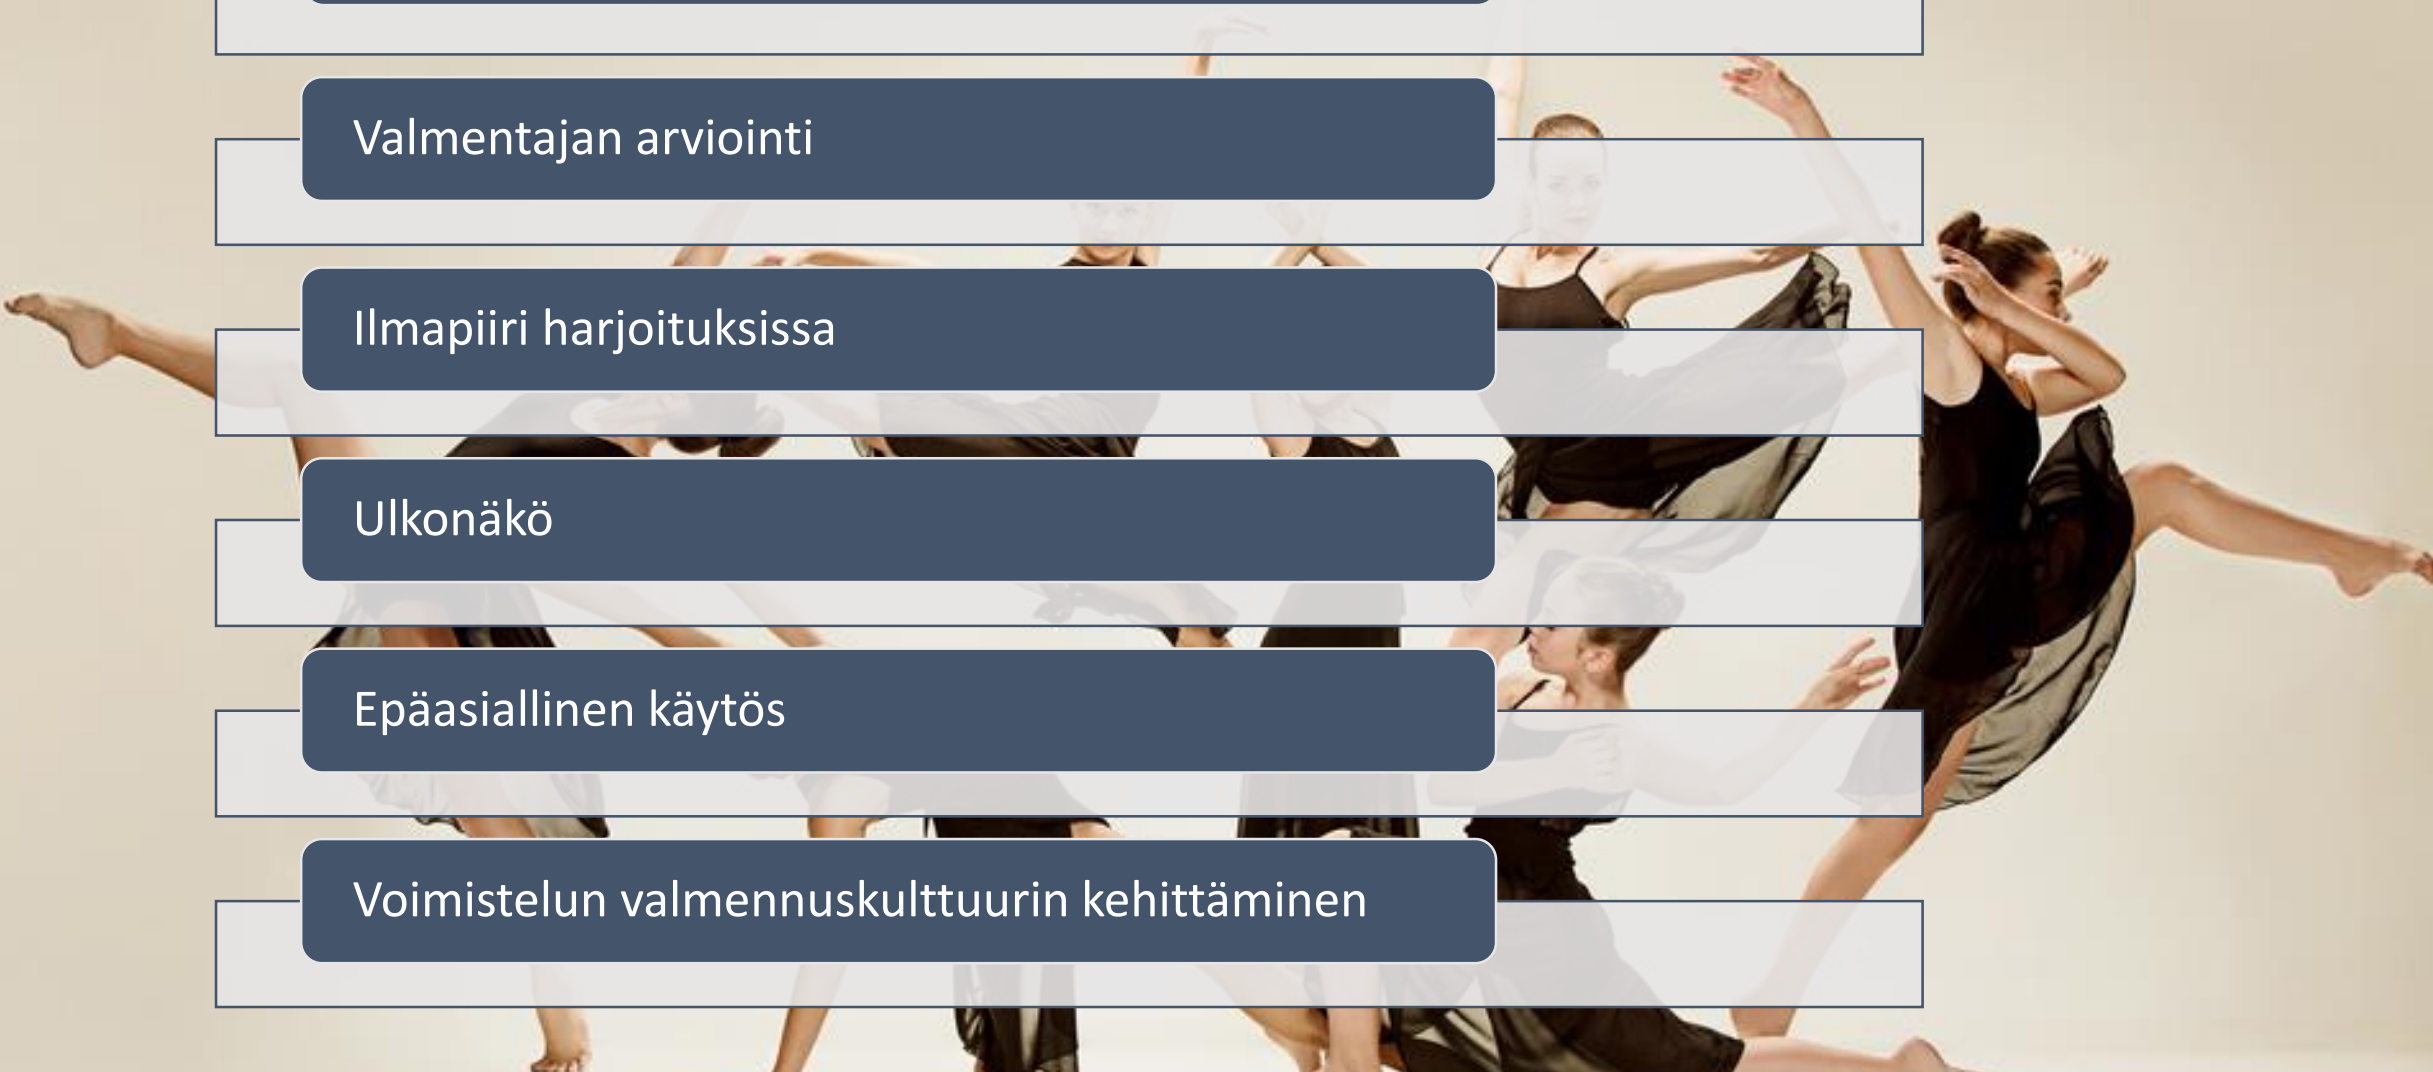 Valmentajan arviointi
Ilmapiiri harjoituksissa
Ulkonäkö
Epäasiallinen käytös
Voimistelun valmennuskulttuurin kehittäminen